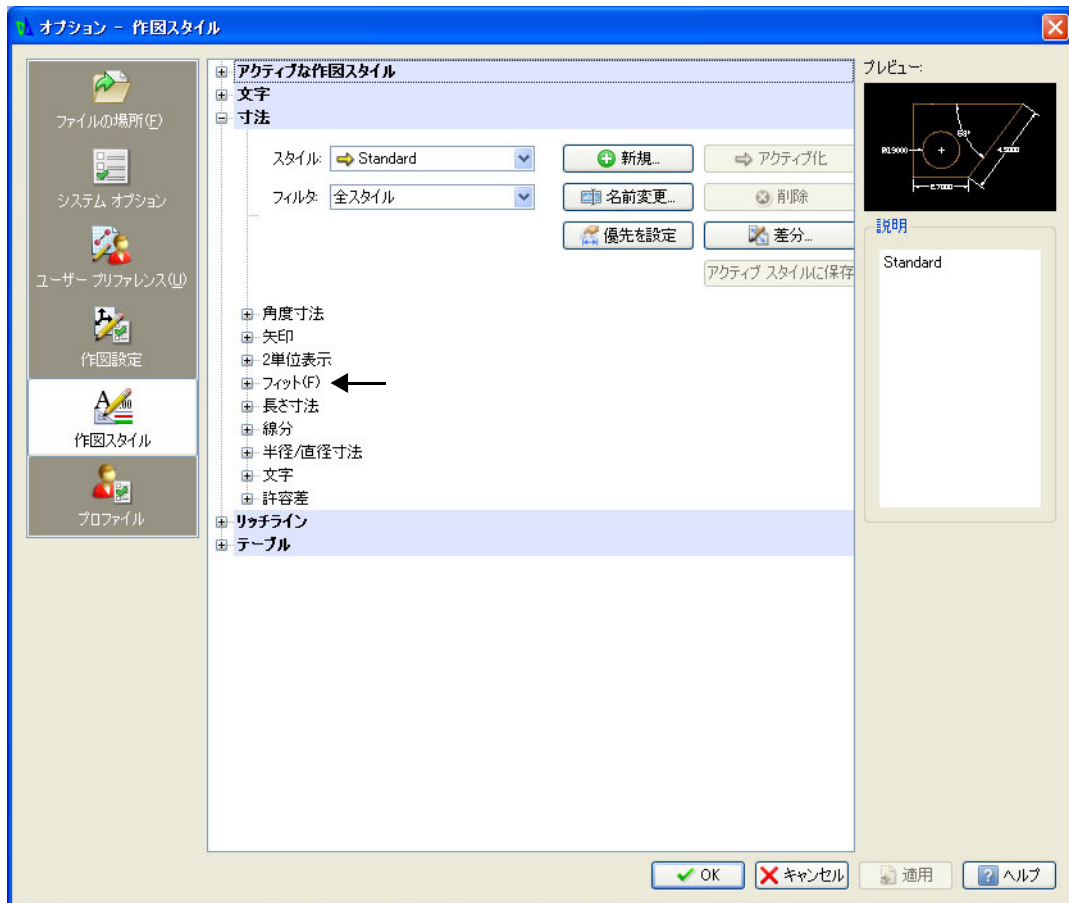 オプション - 作図スタイル
ファイルの場所(F)
システム オプション
ユーザー プリファレンス(U)
作図設定
作図スタイル
プロファイル
アクティブな作図スタイル
文字
寸法
スタイル: Standard
新規...
アクティブ化
フィルタ: 全スタイル
名前変更...
削除
優先を設定
差分...
アクティブ スタイルに保存
角度寸法
矢印
2単位表示
フィット(F)
長さ寸法
線分
半径/直径寸法
文字
許容差
リッチライン
テーブル
プレビュー:
説明
Standard
OK
キャンセル
適用
ヘルプ